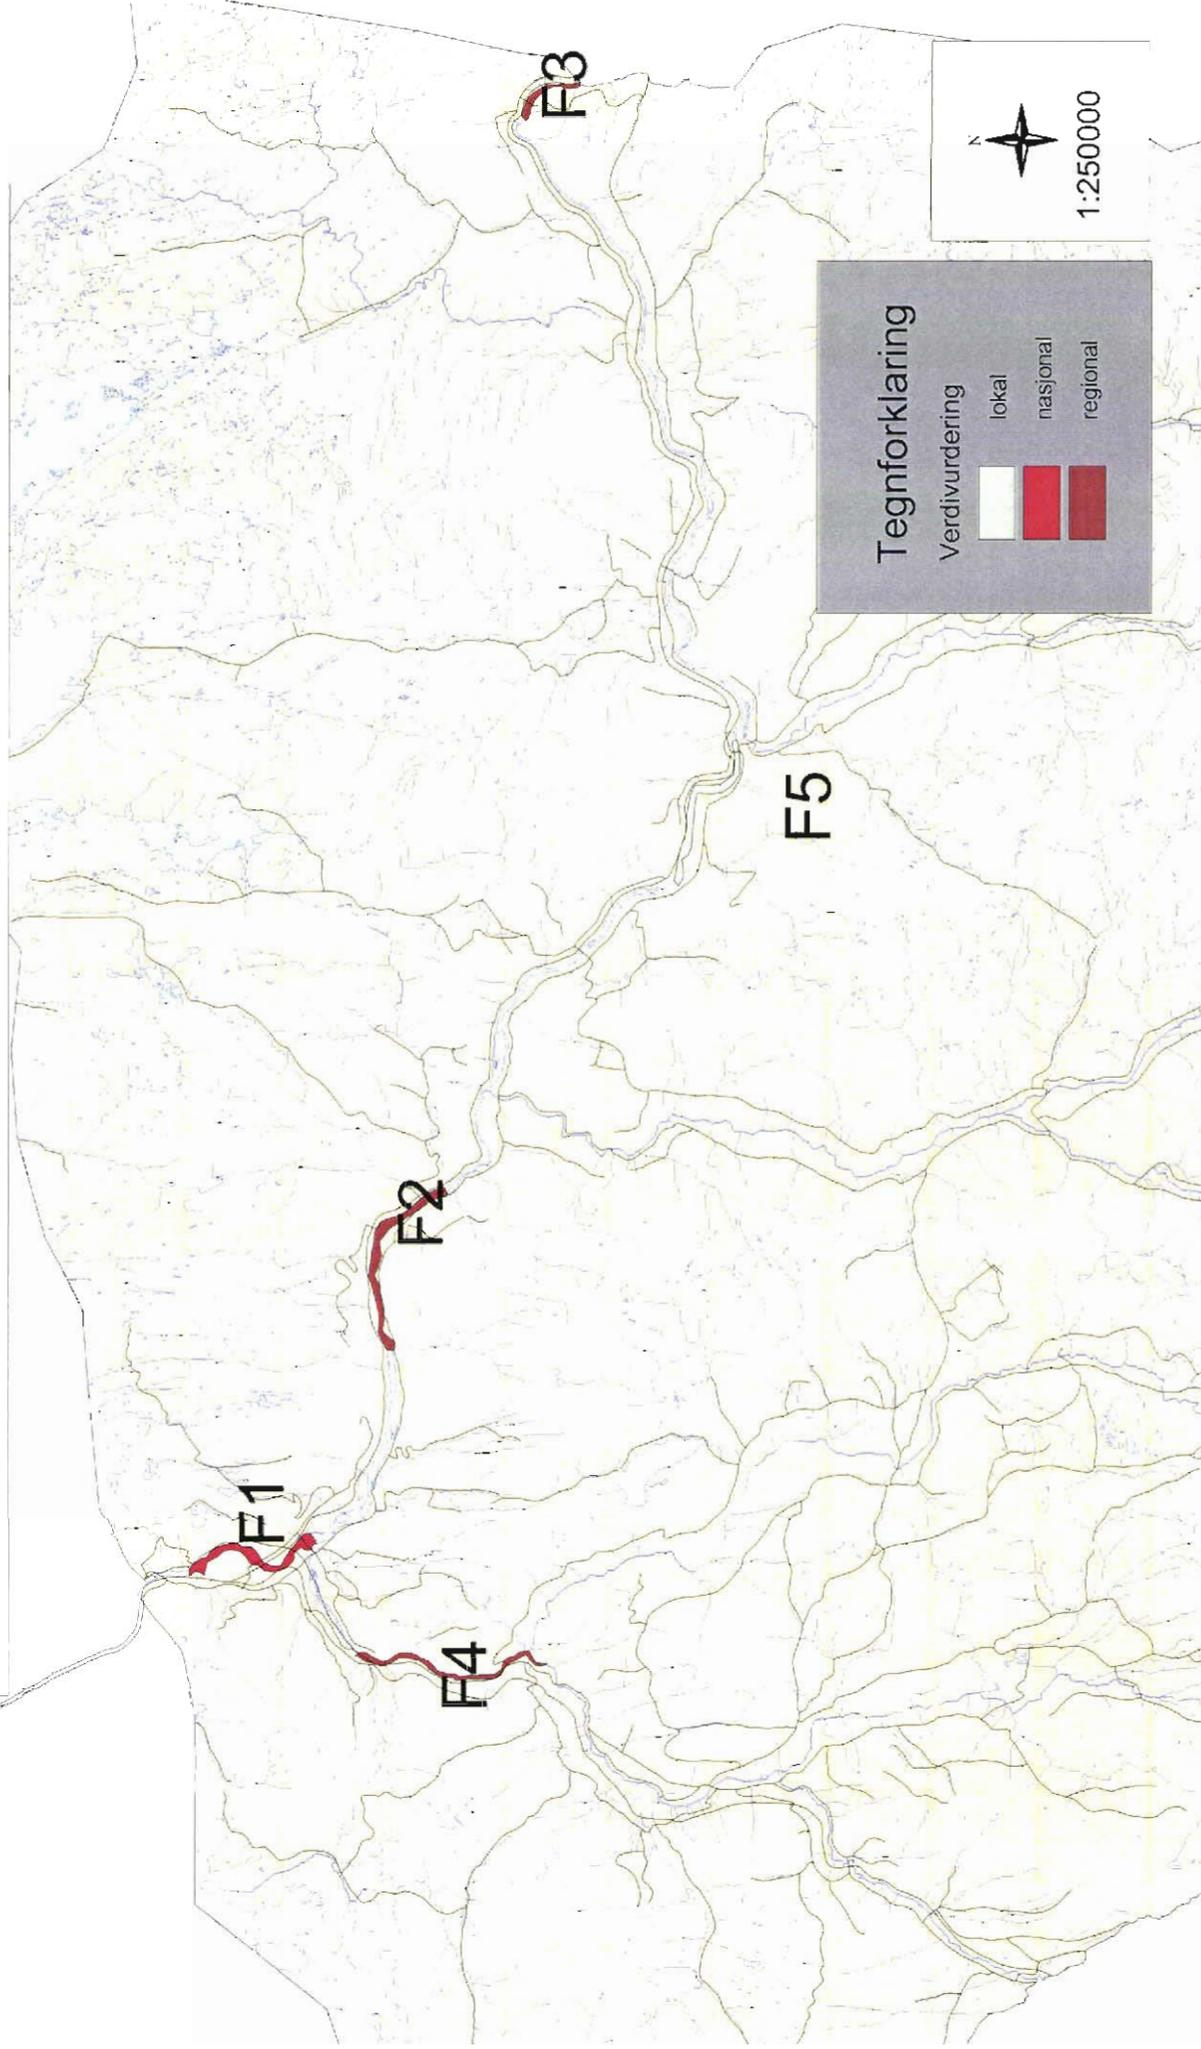 F1
F2
F3
F4
F5
Tegnforklaring
Verdivurdering
lokal
nasjonal
regional
N
1:250000